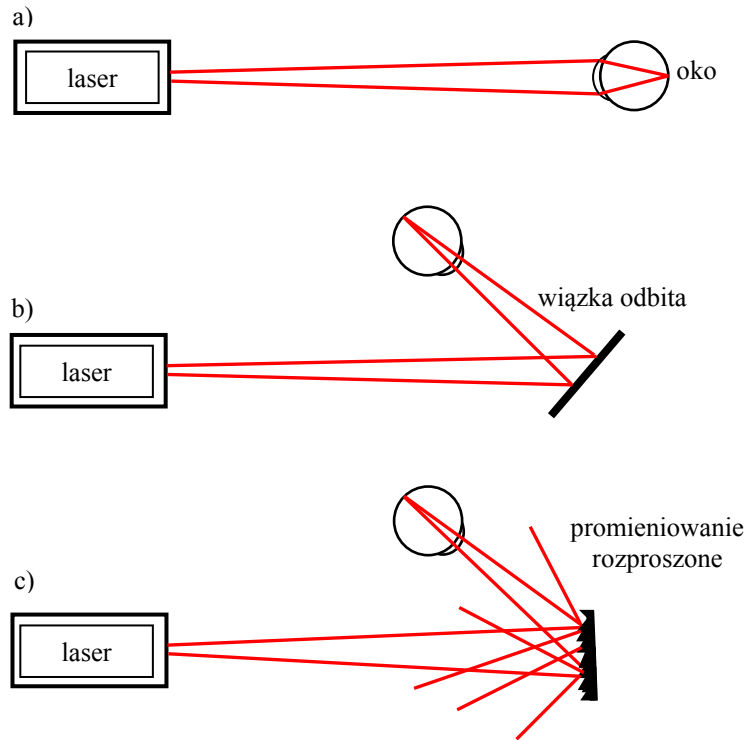 a)
laser
oko
b)
wiązka odbita
laser
promieniowanie
rozproszone
c)
laser